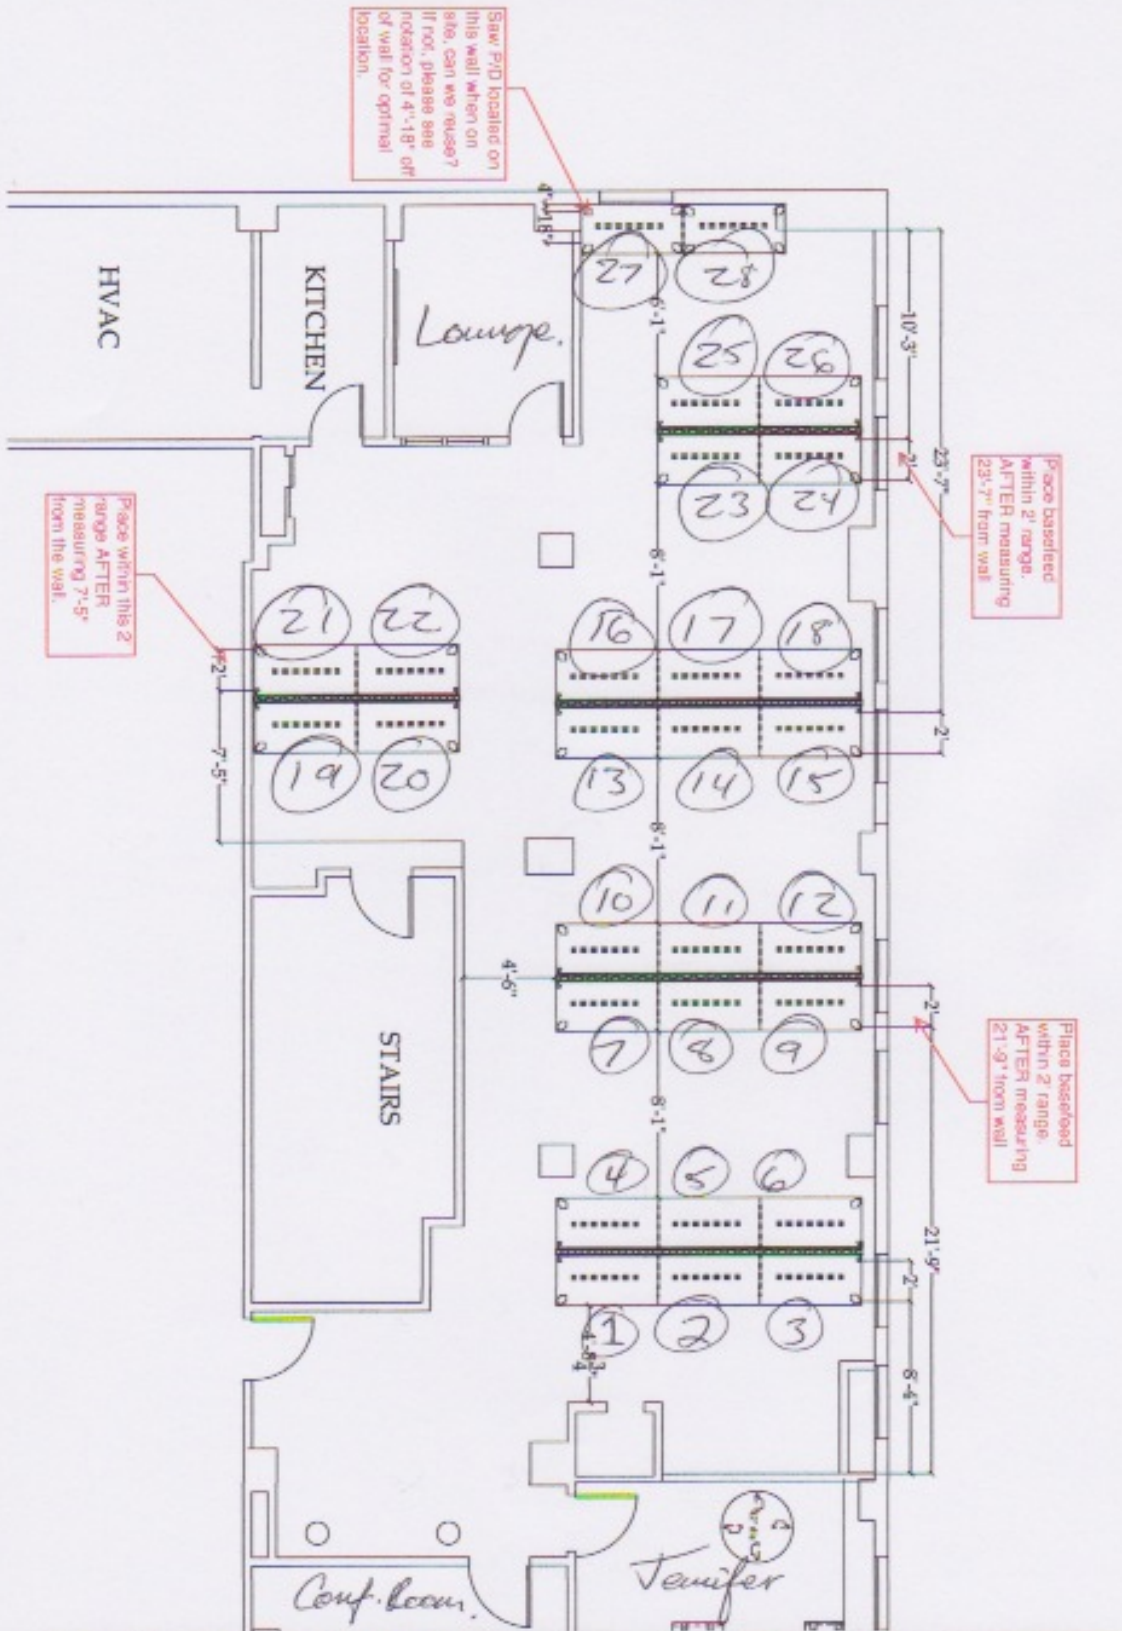 Saw P/D located on
this wall when on
site, can we reuse?
If not, please see
notation of 4"-18" off
of wall for optimal
location.
Place basefeed
within 2' range.
AFTER measuring
23'-7" from wall
Place within this 2'
range AFTER
measuring 7'-5"
from the wall.
Place basefeed
within 2' range.
AFTER measuring
21'-9" from wall
HVAC
KITCHEN
Lounge.
STAIRS
Conf. Room.
Jennifer
4"
18"
27
28
6'-1"
10'-3"
23'-7"
2'
25
26
23
24
8'-1"
21
22
16
17
18
2'
2'
19
20
13
14
15
7'-5"
8'-1"
10
11
12
4'-6"
7
8
9
2'
8'-1"
4
5
6
21'-9"
2'
1
2
3
4'-8 3/4"
8'-4"